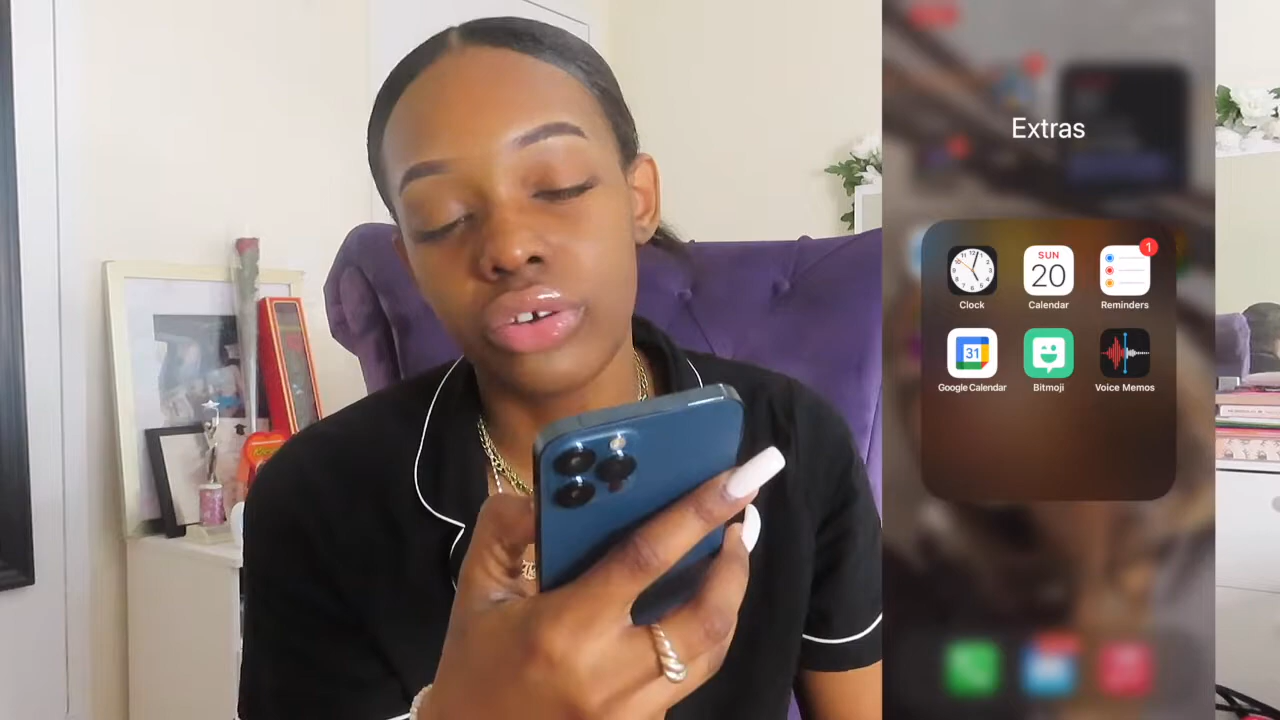 Extras
1
SUN
20
Clock
Calendar
Reminders
31
Google Calendar
Bitmoji
Voice Memos